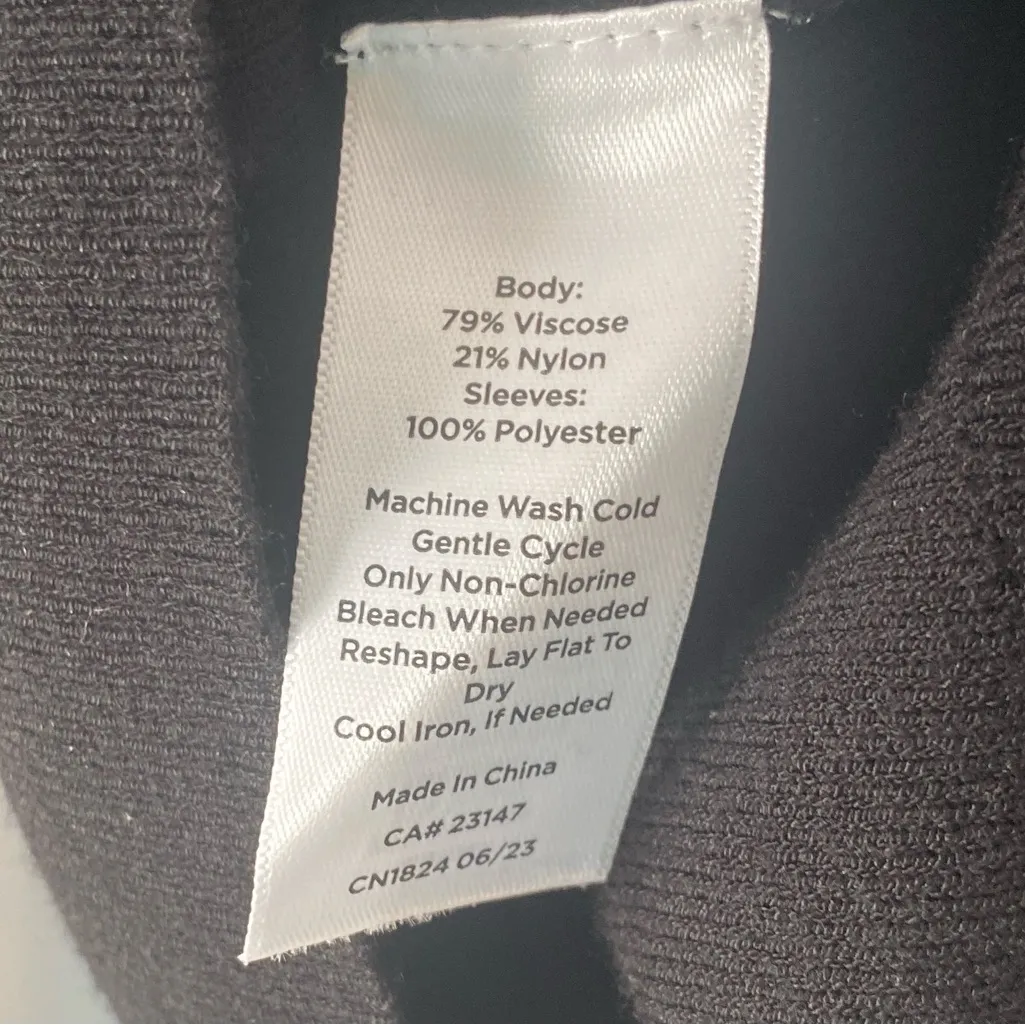 Body:
79% Viscose
21% Nylon
Sleeves:
100% Polyester
Machine Wash Cold
Gentle Cycle
Only Non-Chlorine
Bleach When Needed
Reshape, Lay Flat To
Dry
Cool Iron, If Needed
Made In China
CA# 23147
CN1824 06/23